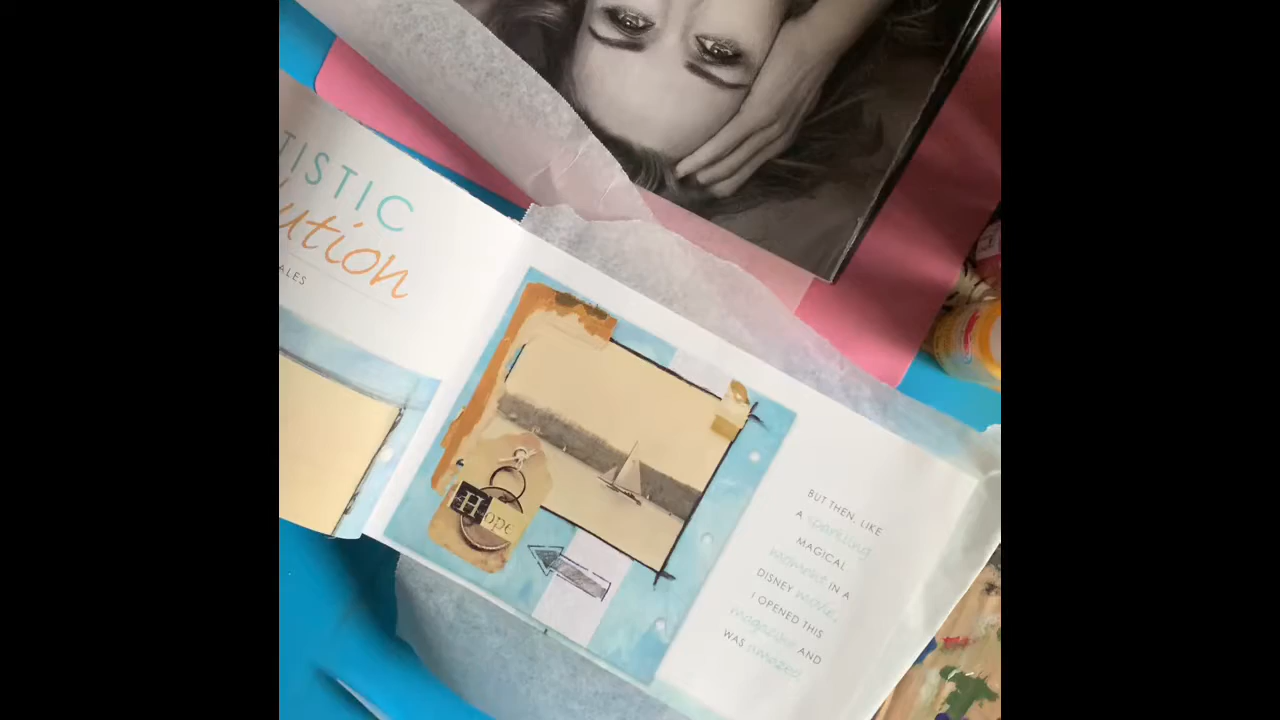 TISTIC
ution
ALES
Hope
BUT THEN, LIKE
A sparkling
MAGICAL
moment IN A
DISNEY movie,
I OPENED THIS
magazine AND
WAS amazed